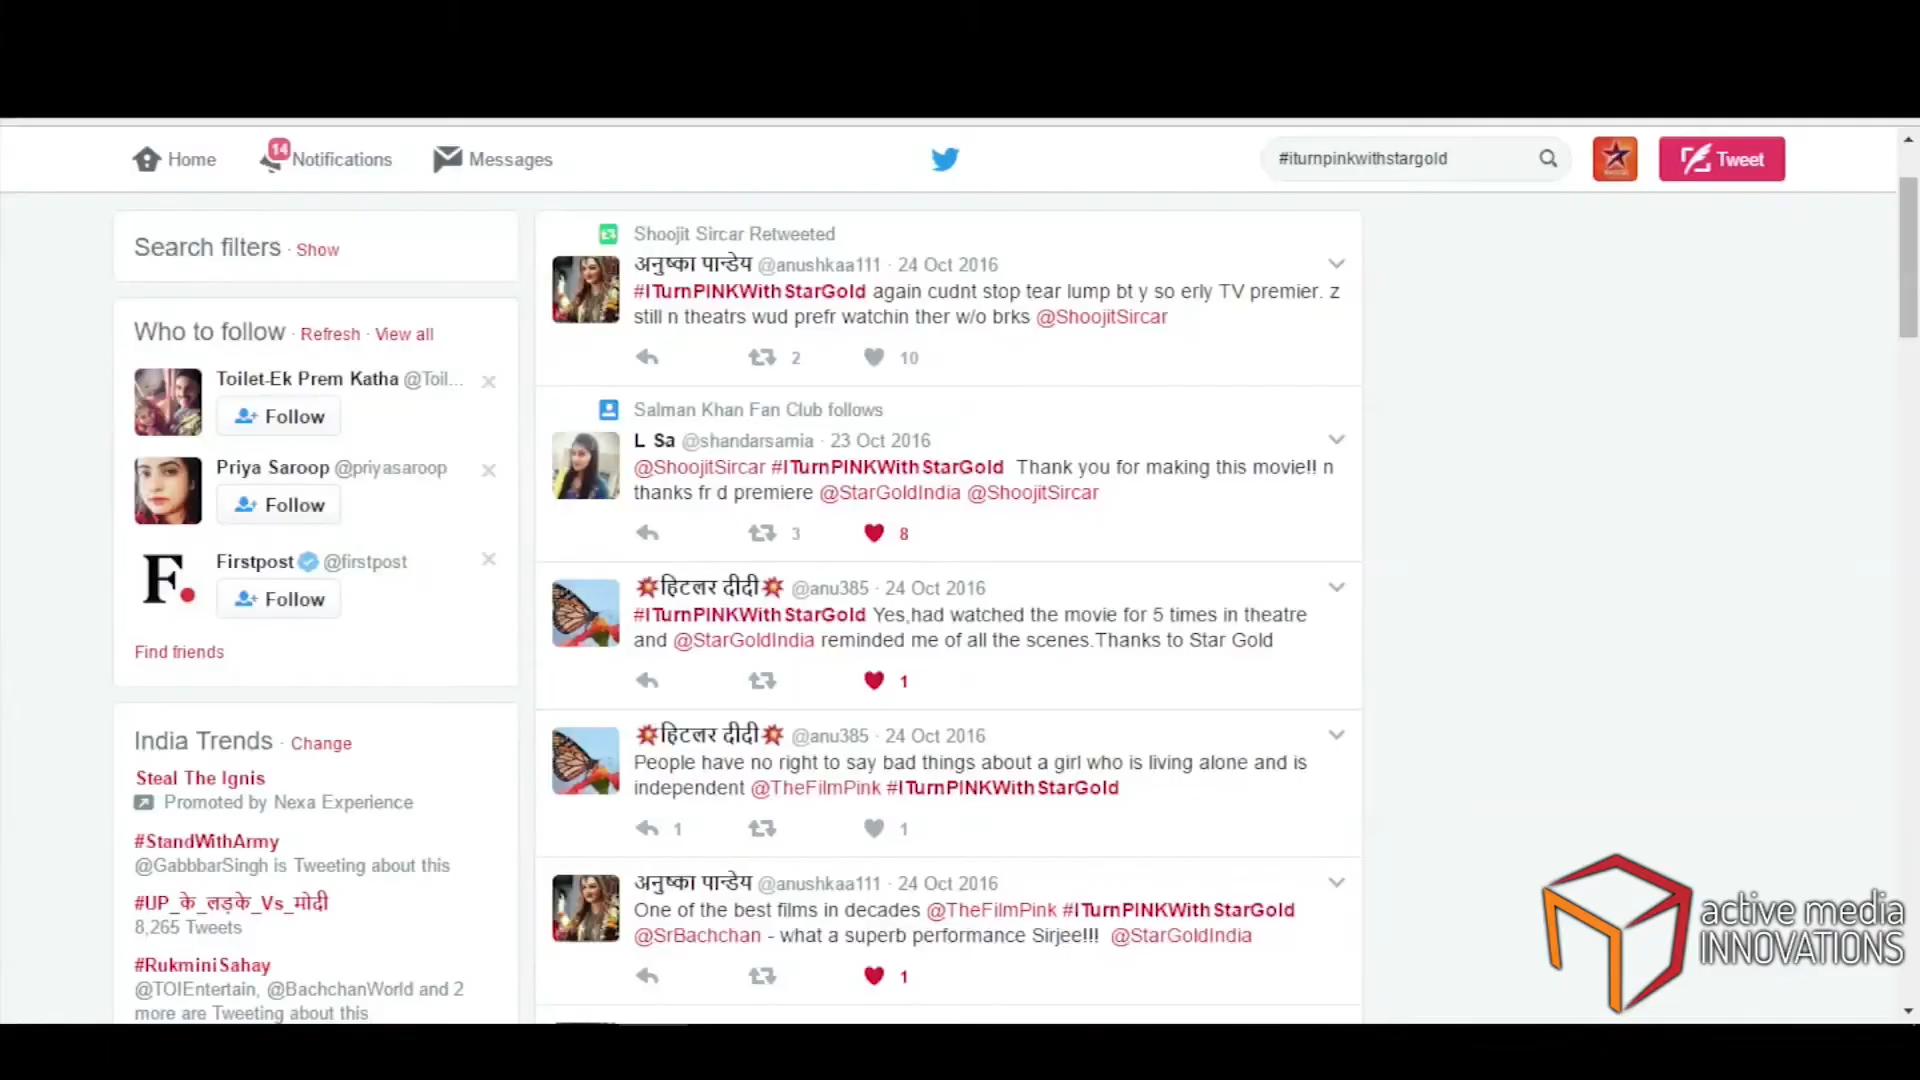 Home
14
Notifications
Messages
#iturnpinkwithstargold
Tweet
Search filters · Show
Who to follow · Refresh · View all
Toilet-Ek Prem Katha @Toil...
Follow
Priya Saroop @priyasaroop
Follow
F.
Firstpost @firstpost
Follow
Find friends
India Trends · Change
Steal The Ignis
Promoted by Nexa Experience
#StandWithArmy
@GabbbarSingh is Tweeting about this
#UP_के_लड़के_Vs_मोदी
8,265 Tweets
#RukminiSahay
@TOIEntertain, @BachchanWorld and 2
more are Tweeting about this
Shoojit Sircar Retweeted
अनुष्का पान्डेय @anushkaa111 · 24 Oct 2016
#ITurnPINKWithStarGold again cudnt stop tear lump bt y so erly TV premier. z
still n theatrs wud prefr watchin ther w/o brks @ShoojitSircar
2 10
Salman Khan Fan Club follows
L Sa @shandarsamia · 23 Oct 2016
@ShoojitSircar #ITurnPINKWithStarGold Thank you for making this movie!! n
thanks fr d premiere @StarGoldIndia @ShoojitSircar
3 8
💥हिटलर दीदी💥 @anu385 · 24 Oct 2016
#ITurnPINKWithStarGold Yes,had watched the movie for 5 times in theatre
and @StarGoldIndia reminded me of all the scenes.Thanks to Star Gold
1
💥हिटलर दीदी💥 @anu385 · 24 Oct 2016
People have no right to say bad things about a girl who is living alone and is
independent @TheFilmPink #ITurnPINKWithStarGold
1 1
अनुष्का पान्डेय @anushkaa111 · 24 Oct 2016
One of the best films in decades @TheFilmPink #ITurnPINKWithStarGold
@SrBachchan - what a superb performance Sirjee!!! @StarGoldIndia
1
active media
INNOVATIONS